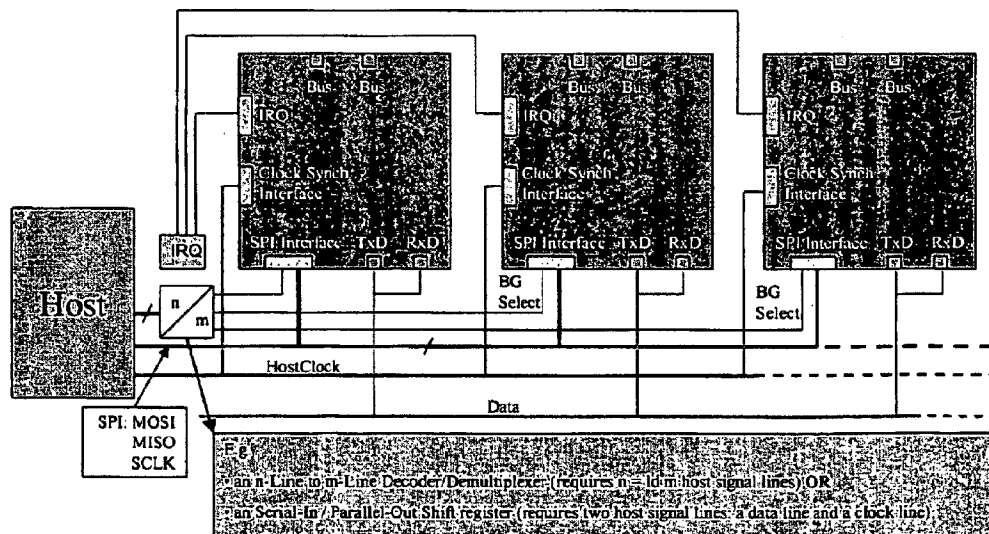 Bus Bus
Bus Bus
Bus Bus
IRQ
IRQ
IRQ
Clock Synch
Interface
Clock Synch
Interface
Clock Synch
Interface
SPI Interface TxD RxD
SPI Interface TxD RxD
SPI Interface TxD RxD
IRQ
Host
n
m
BG
Select
BG
Select
HostClock
Data
SPI: MOSI
MISO
SCLK
E.g.
• an n-Line to m-Line Decoder/Demultiplexer (requires n = ld m host signal lines) OR
• an Serial-In / Parallel-Out Shift register (requires two host signal lines: a data line and a clock line)